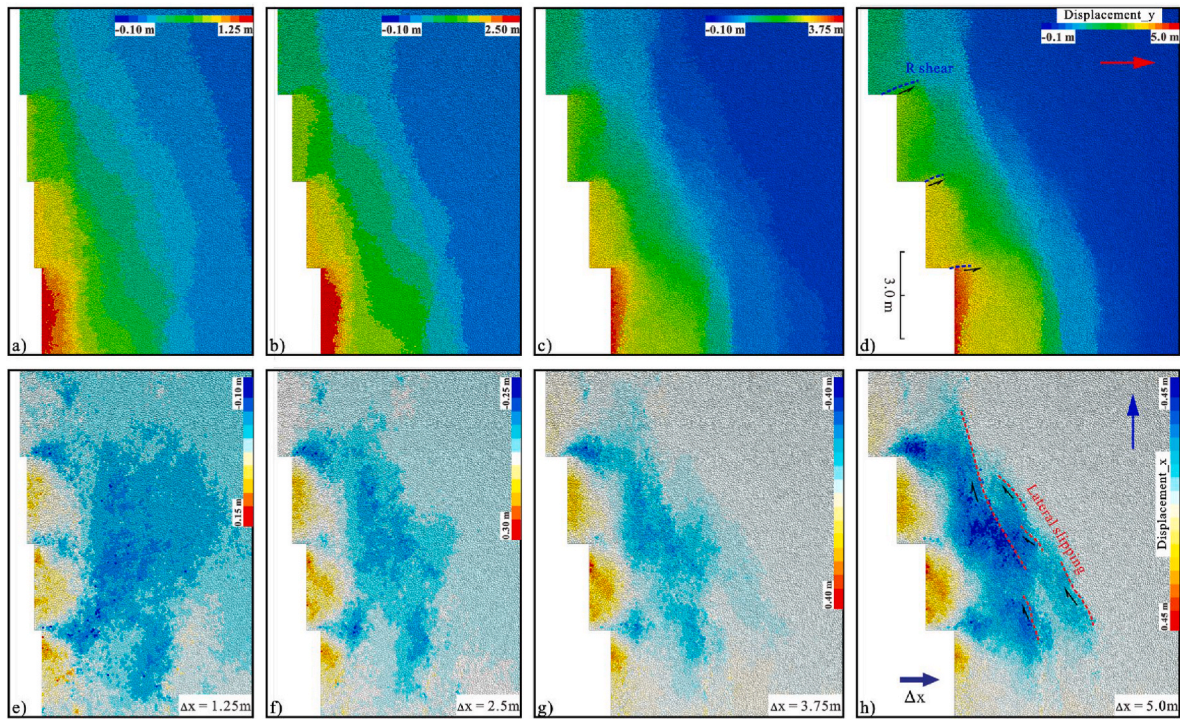 -0.10 m 1.25 m
a)
-0.10 m 2.50 m
b)
-0.10 m 3.75 m
c)
Displacement_y
-0.1 m 5.0 m
R shear
3.0 m
d)
-0.10 m
0.15 m
e)
Δx = 1.25m
-0.25 m
0.30 m
f)
Δx = 2.5m
-0.40 m
0.40 m
g)
Δx = 3.75m
-0.45 m
Displacement_x
0.45 m
Lateral slipping
Δx
h)
Δx = 5.0m